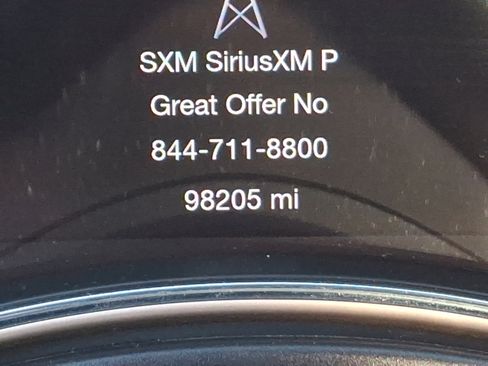 SXM SiriusXM P
Great Offer No
844-711-8800
98205 mi